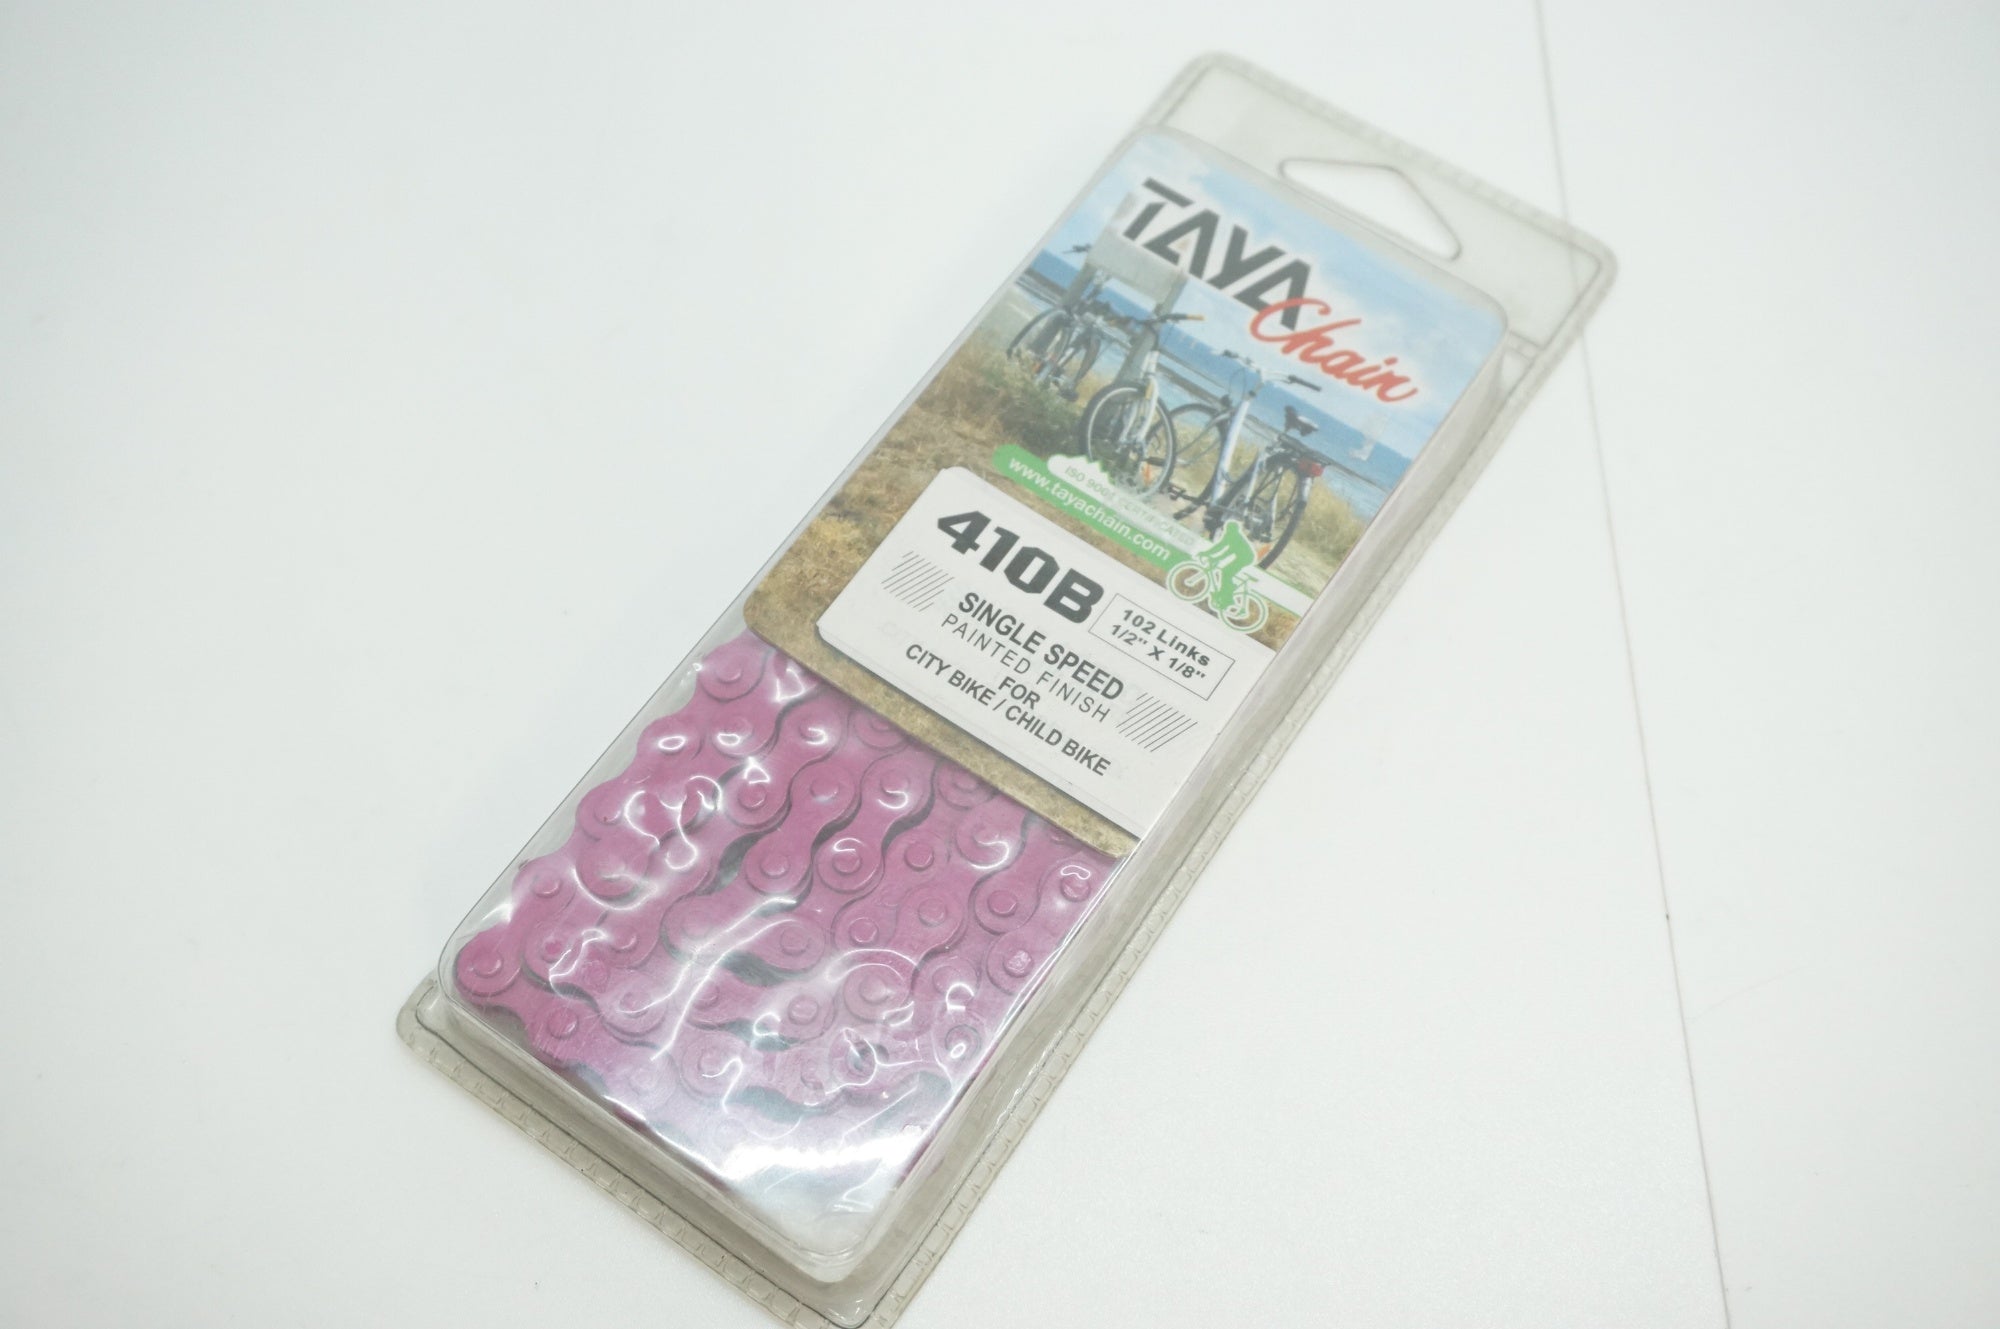 TAYA
Chain
ISO 9001 CERTIFICATED
www.tayachain.com
410B
102 Links
1/2" X 1/8"
SINGLE SPEED
PAINTED FINISH
FOR
CITY BIKE / CHILD BIKE